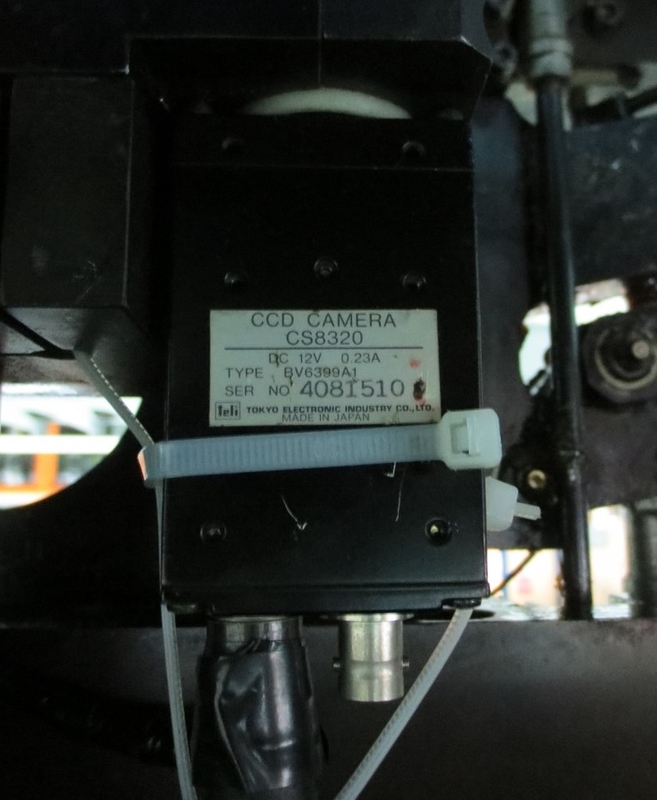 CCD CAMERA
CS8320
DC 12V 0.23A
TYPE BV6399A1
SER NO 4081510
teli TOKYO ELECTRONIC INDUSTRY CO., LTD.
MADE IN JAPAN